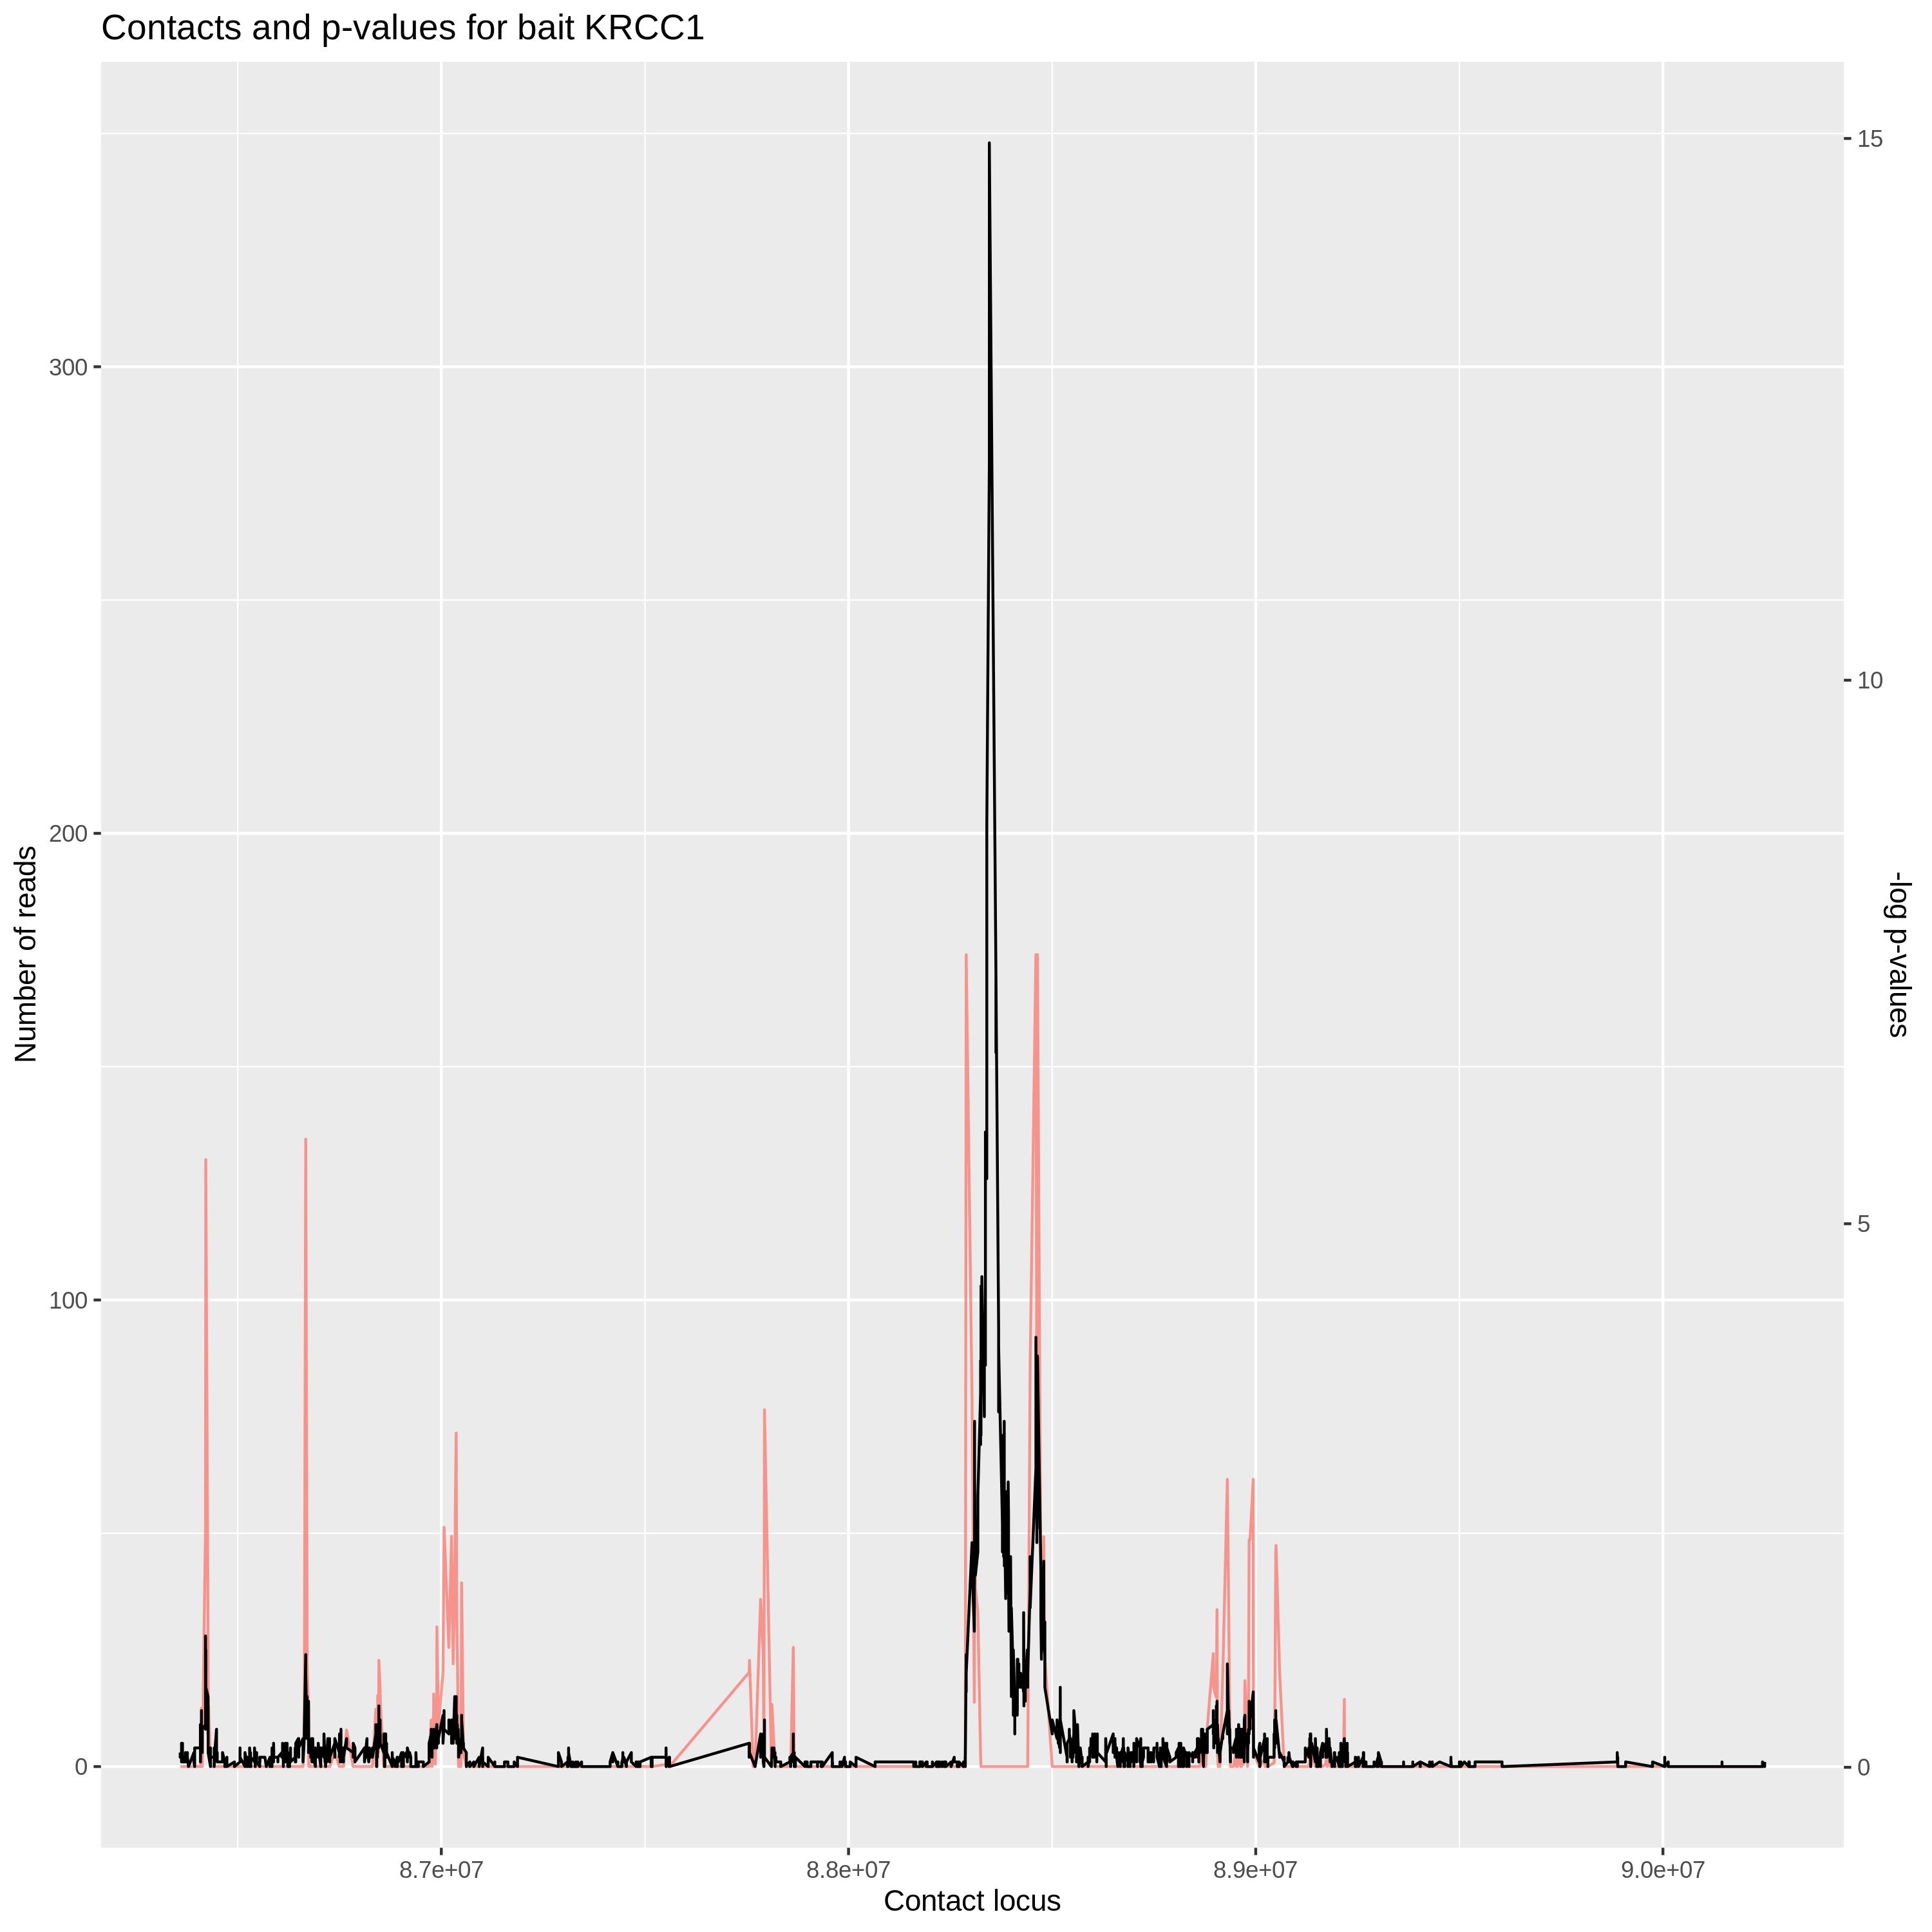 Contacts and p-values for bait KRCC1
Number of reads
300
200
100
0
15
10
5
0
-log p-values
8.7e+07
8.8e+07
8.9e+07
9.0e+07
Contact locus